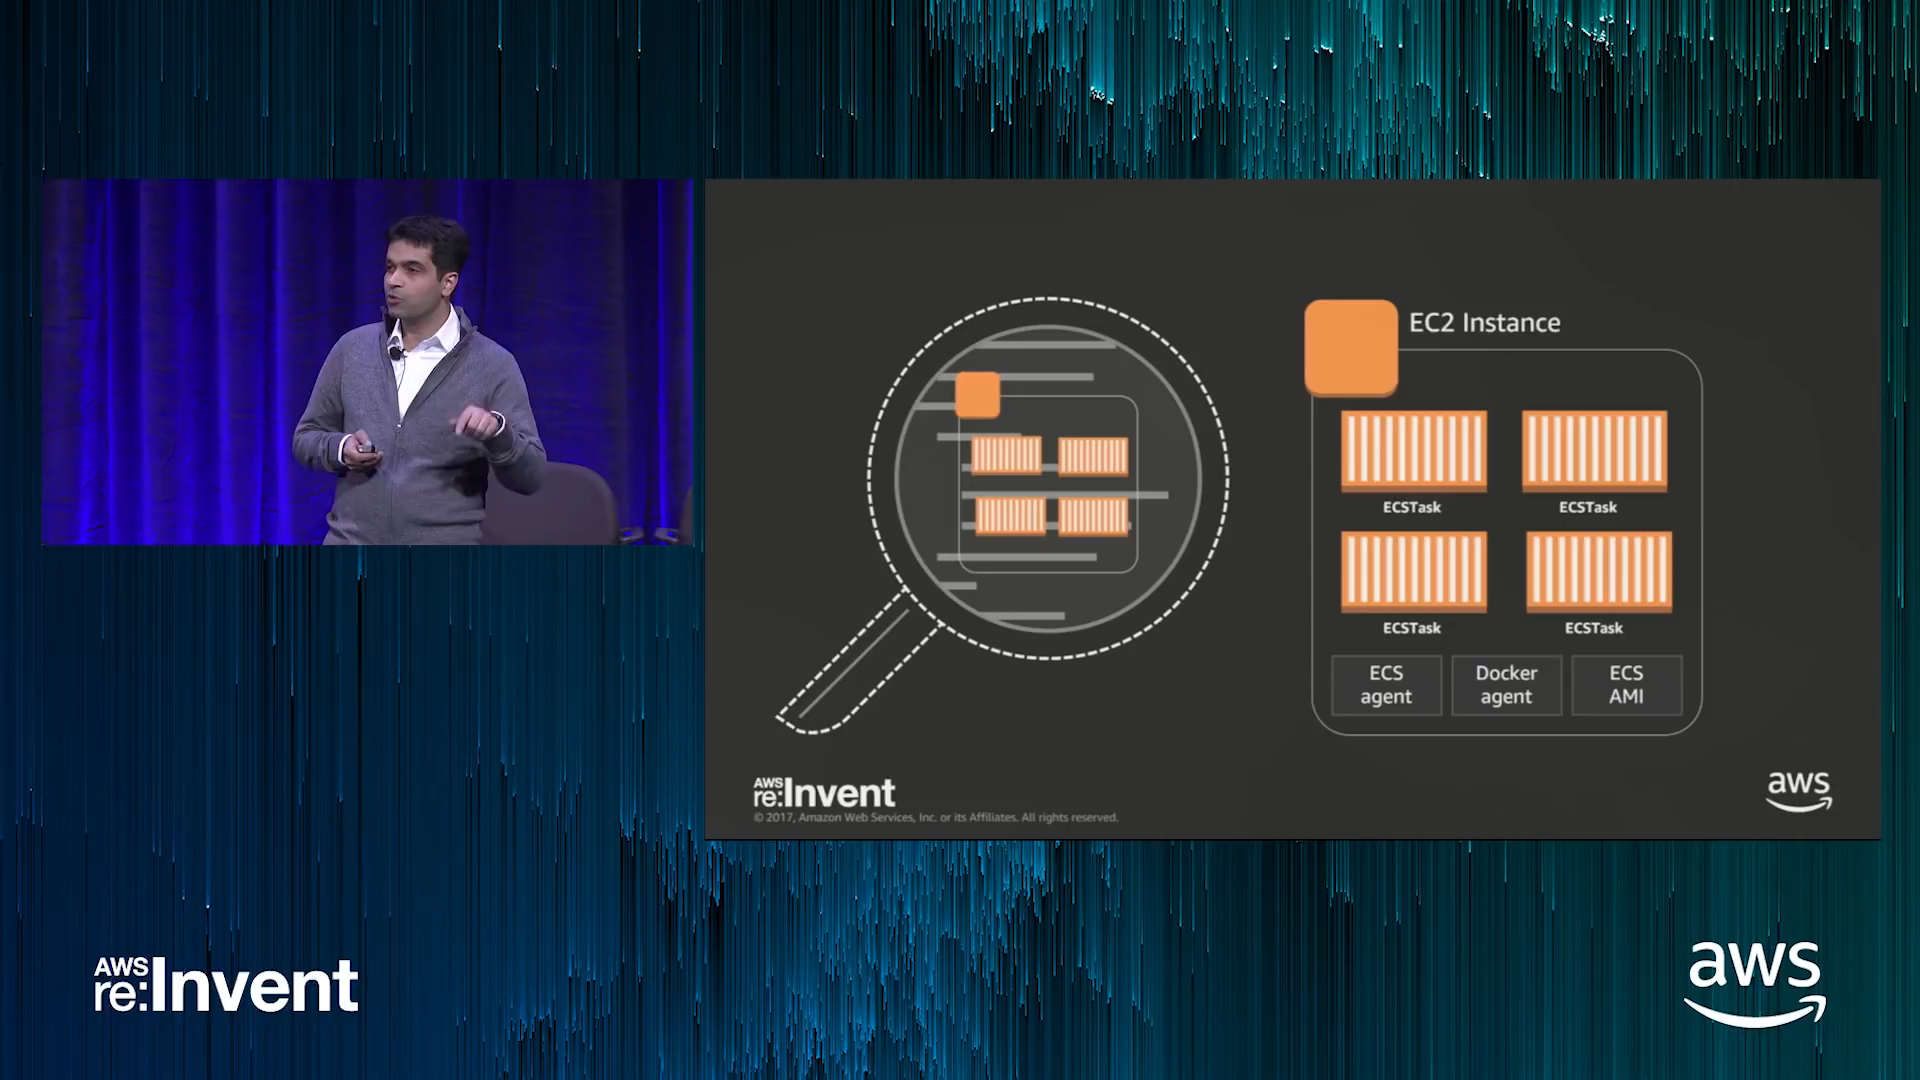 EC2 Instance
ECSTask
ECSTask
ECSTask
ECSTask
ECS
agent
Docker
agent
ECS
AMI
AWS
re:Invent
© 2017, Amazon Web Services, Inc. or its Affiliates. All rights reserved.
aws
AWS
re:Invent
aws